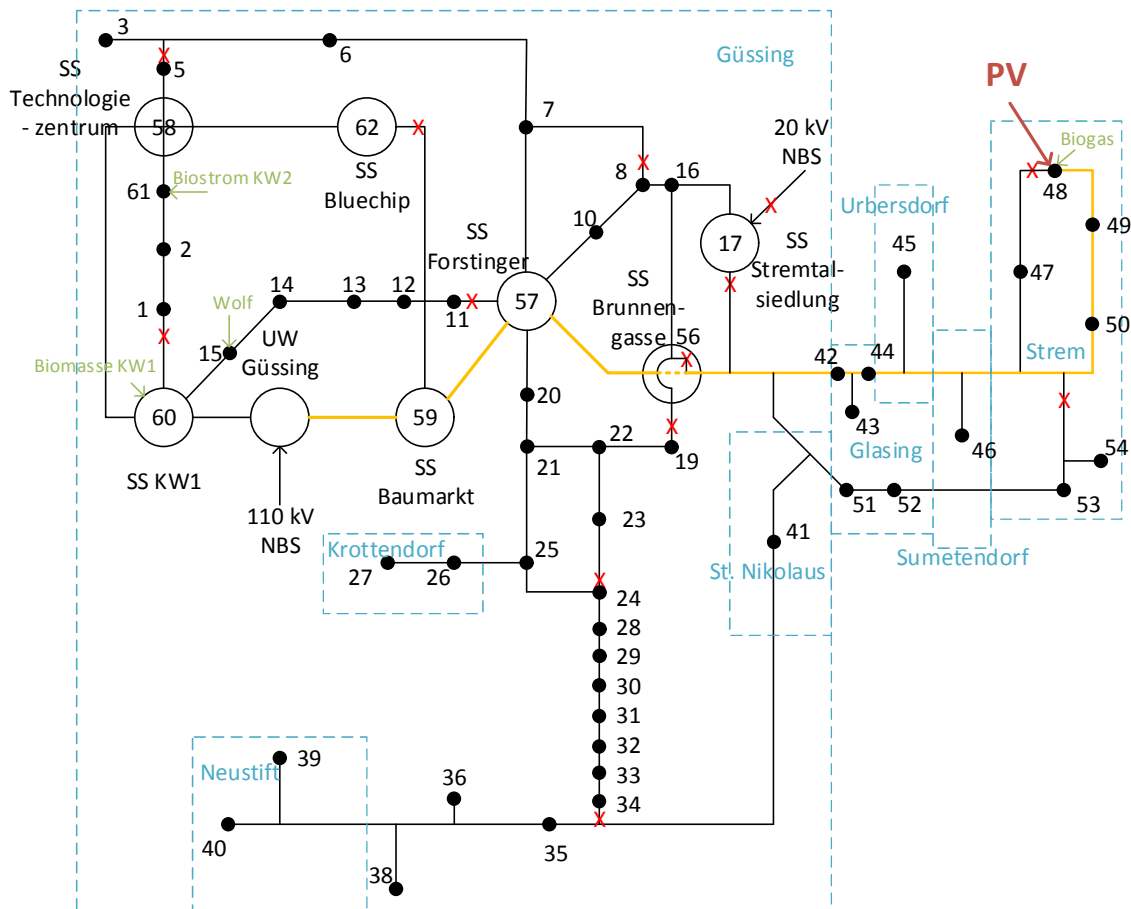 3
6
Güssing
5
SS
Technologie
- zentrum
58
62
X
7
20 kV
NBS
PV
Biogas
48
SS
Bluechip
61
Biostrom KW2
8
16
10
17
SS
Stremtal-
siedlung
Urbersdorf
45
49
47
2
SS
Forstinger
57
SS
Brunnen-
gasse
56
14
13
12
11
1
Wolf
15
UW
Güssing
50
Strem
42
44
Biomasse KW1
60
59
43
20
Glasing
46
SS KW1
SS
Baumarkt
21
22
19
54
110 kV
NBS
51
52
53
23
41
Krottendorf
27
26
25
St. Nikolaus
Sumetendorf
24
28
29
30
31
32
33
34
39
Neustift
36
40
35
38